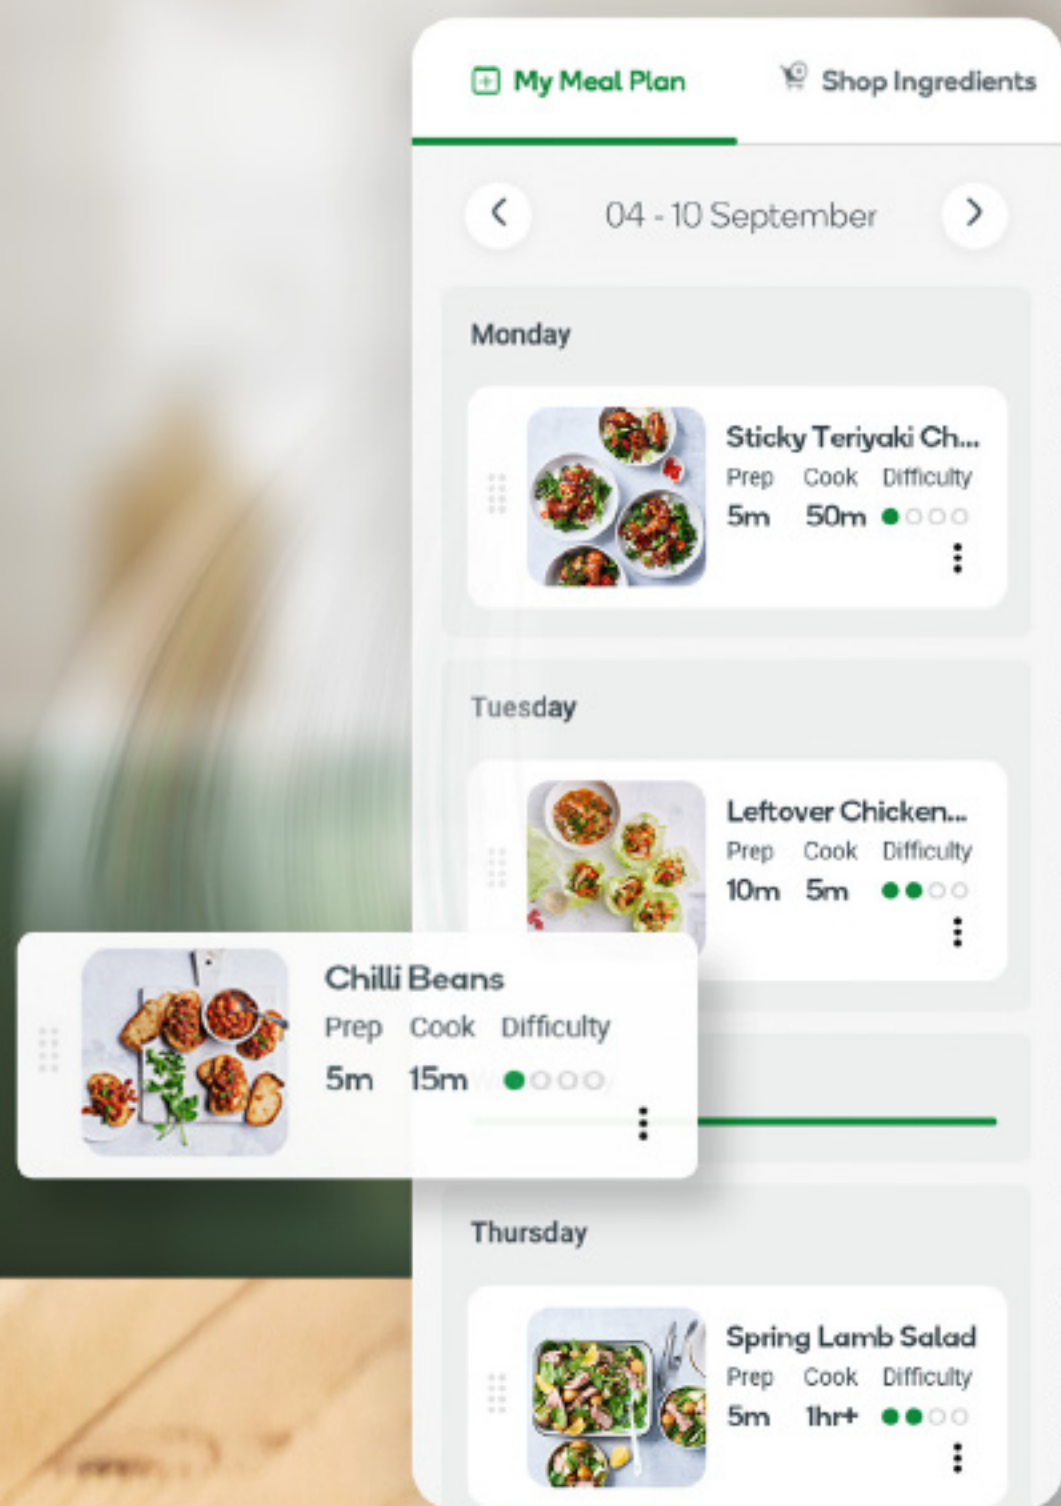 My Meal Plan
Shop Ingredients
04 - 10 September
Monday
Sticky Teriyaki Ch...
Prep Cook Difficulty
5m 50m
Tuesday
Leftover Chicken...
Prep Cook Difficulty
10m 5m
Chilli Beans
Prep Cook Difficulty
5m 15m
Thursday
Spring Lamb Salad
Prep Cook Difficulty
5m 1hr+